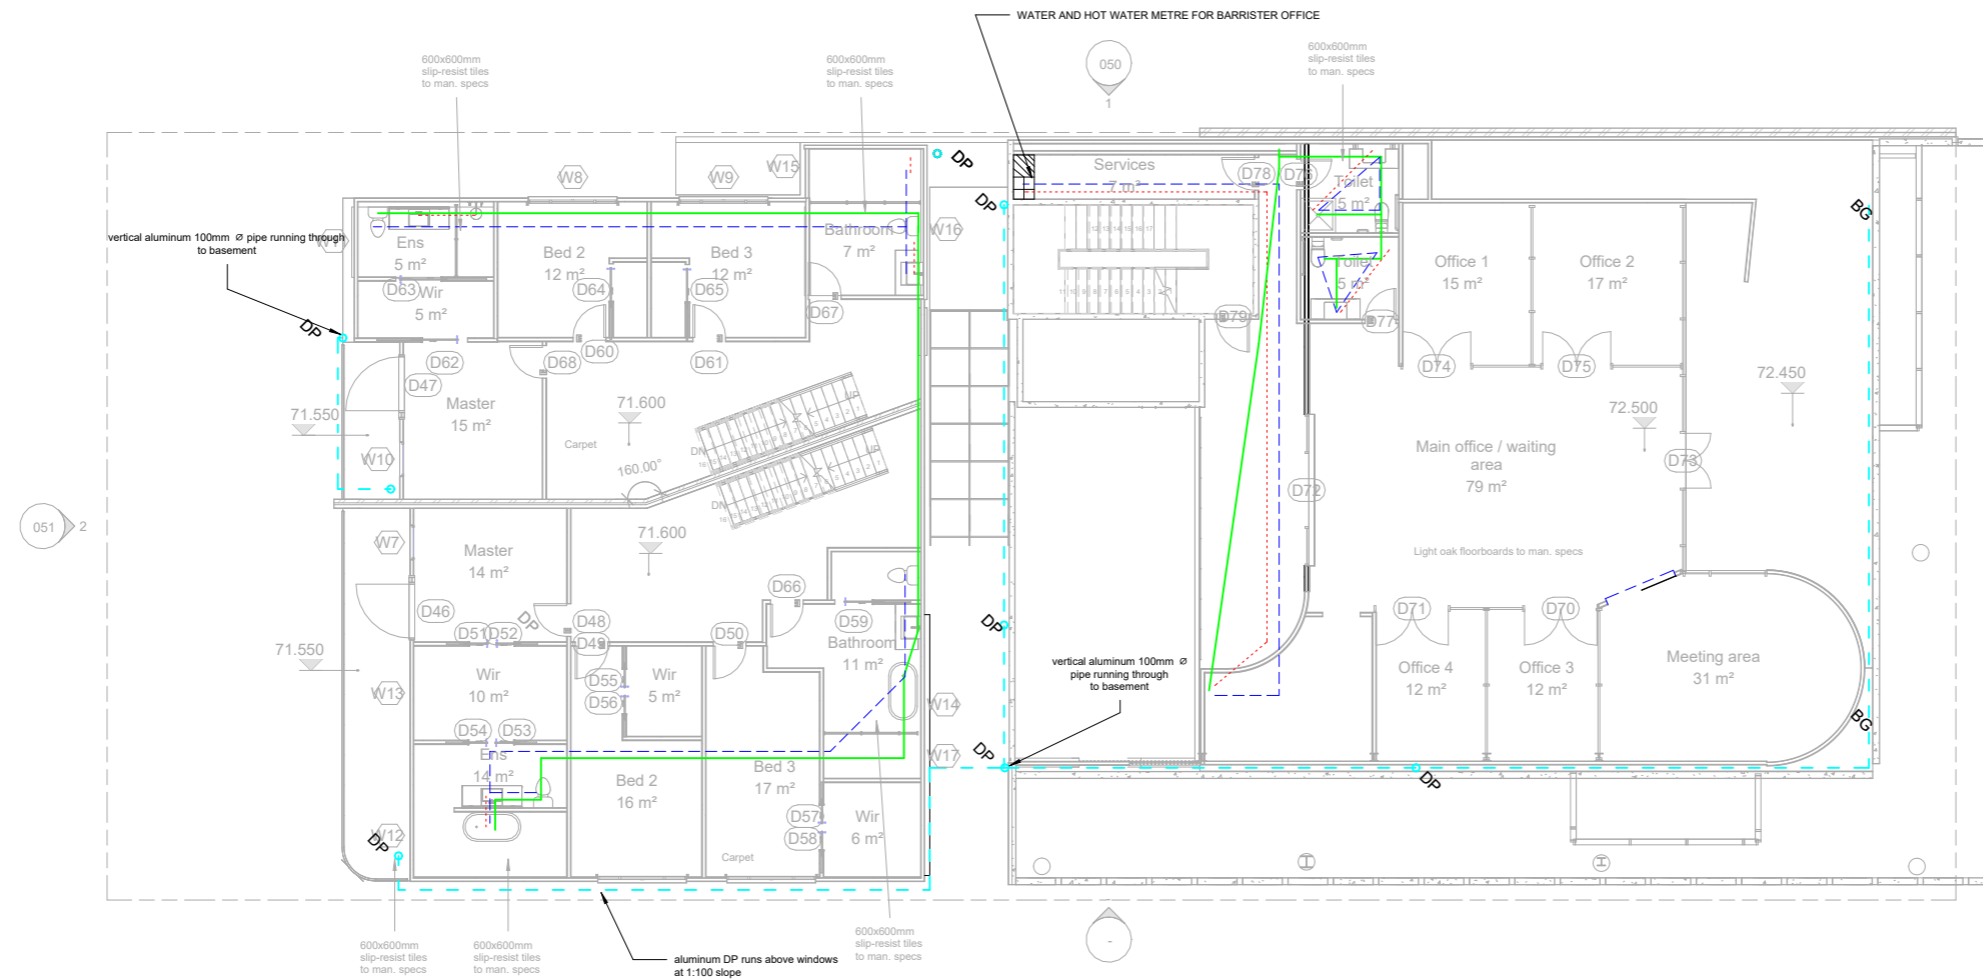 WATER AND HOT WATER METRE FOR BARRISTER OFFICE
600x600mm
slip-resist tiles
to man. specs
600x600mm
slip-resist tiles
to man. specs
050
1
600x600mm
slip-resist tiles
to man. specs
W8
W9
W15
DP
Services
7 m²
D78
D76
Toilet
5 m²
DP
BG
vertical aluminum 100mm Ø pipe running through
to basement
W11
Ens
5 m²
Bed 2
12 m²
Bed 3
12 m²
Bathroom
7 m²
W16
Toilet
5 m²
Office 1
15 m²
Office 2
17 m²
D63
Wir
5 m²
D64
D65
D67
D79
D77
DP
D62
D47
D68
D60
D61
D74
D75
72.450
Master
15 m²
71.550
71.600
72.500
Carpet
UP
DN
160.00°
W10
Main office / waiting
area
79 m²
D73
D72
UP
DN
051
2
W7
Master
14 m²
71.600
Light oak floorboards to man. specs
D46
DP
D66
D59
D71
D70
DP
D51
D52
D48
D49
D50
71.550
Bathroom
11 m²
vertical aluminum 100mm Ø
pipe running through
to basement
Office 4
12 m²
Office 3
12 m²
Meeting area
31 m²
W13
Wir
10 m²
D55
D56
Wir
5 m²
W14
BG
D54
D53
Ens
14 m²
W17
DP
DP
Bed 2
16 m²
Bed 3
17 m²
W12
DP
D57
D58
Wir
6 m²
Carpet
600x600mm
slip-resist tiles
to man. specs
600x600mm
slip-resist tiles
to man. specs
600x600mm
slip-resist tiles
to man. specs
-
aluminum DP runs above windows
at 1:100 slope